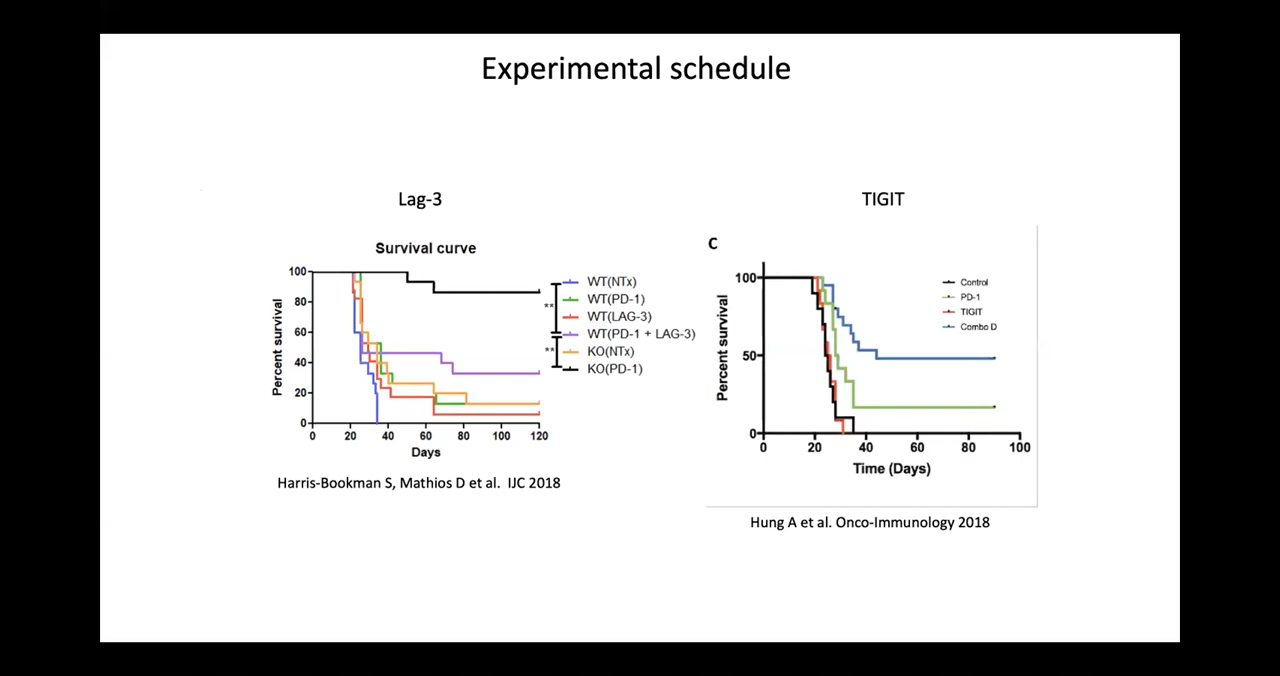 Experimental schedule
Lag-3
Survival curve
Percent survival
100
80
60
40
20
0
0 20 40 60 80 100 120
Days
WT(NTx)
WT(PD-1)
WT(LAG-3)
WT(PD-1 + LAG-3)
KO(NTx)
KO(PD-1)
**
**
Harris-Bookman S, Mathios D et al. IJC 2018
TIGIT
C
Percent survival
100
50
0
0 20 40 60 80 100
Time (Days)
Control
PD-1
TIGIT
Combo D
Hung A et al. Onco-Immunology 2018